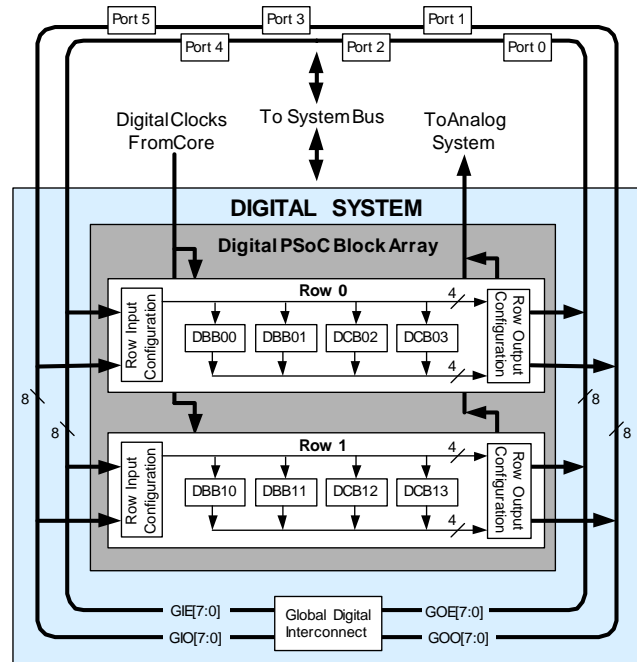 Port 5
Port 3
Port 1
Port 4
Port 2
Port 0
Digital Clocks
From Core
To System Bus
To Analog
System
DIGITAL SYSTEM
Digital PSoC Block Array
Row Input
Configuration
Row 0
4
DBB00
DBB01
DCB02
DCB03
4
Row Output
Configuration
8
8
8
8
Row Input
Configuration
Row 1
4
DBB10
DBB11
DCB12
DCB13
4
Row Output
Configuration
GIE[7:0]
GIO[7:0]
Global Digital
Interconnect
GOE[7:0]
GOO[7:0]